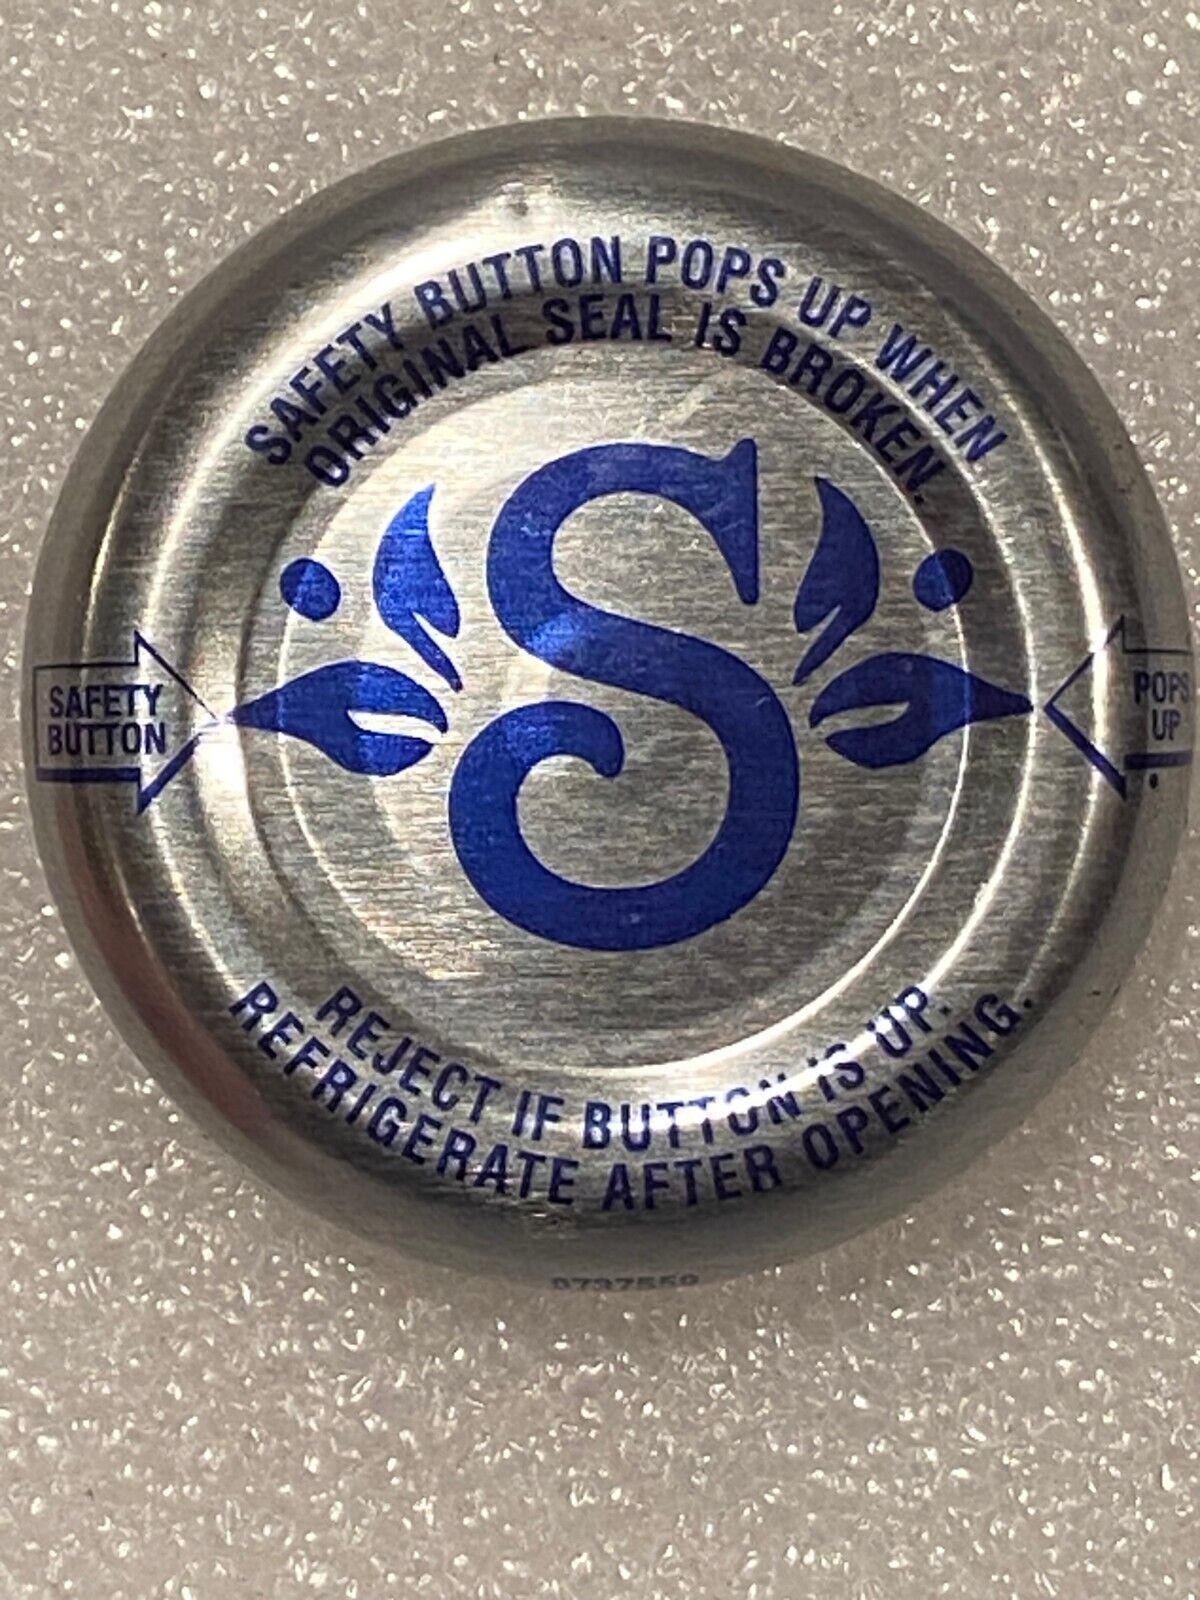 SAFETY BUTTON POPS UP WHEN
ORIGINAL SEAL IS BROKEN.
S
SAFETY
BUTTON
POPS
UP
REJECT IF BUTTON IS UP.
REFRIGERATE AFTER OPENING.